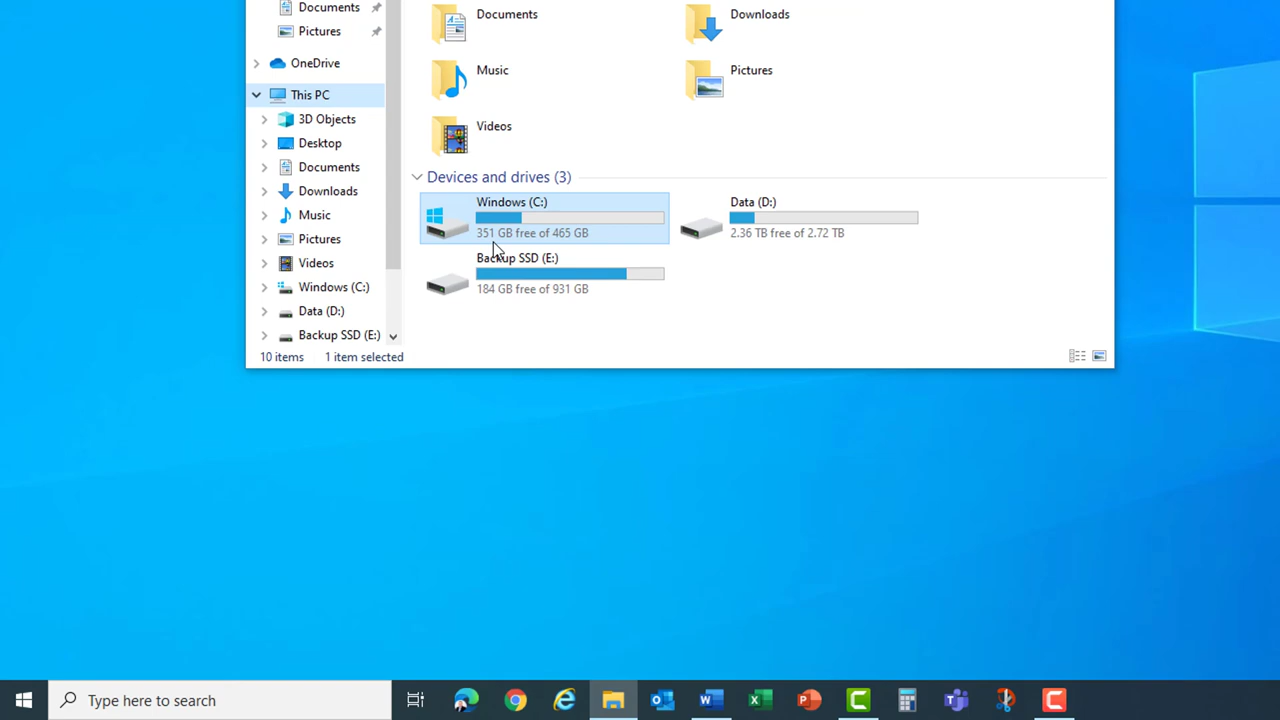 Documents
Pictures
OneDrive
This PC
3D Objects
Desktop
Documents
Downloads
Music
Pictures
Videos
Windows (C:)
Data (D:)
Backup SSD (E:)
Documents
Downloads
Music
Pictures
Videos
Devices and drives (3)
Windows (C:)
351 GB free of 465 GB
Data (D:)
2.36 TB free of 2.72 TB
Backup SSD (E:)
184 GB free of 931 GB
10 items
1 item selected
Type here to search